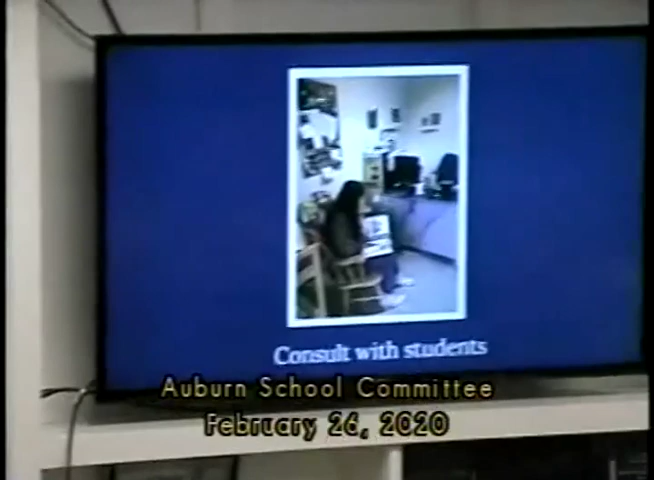 Consult with students
Auburn School Committee
February 26, 2020